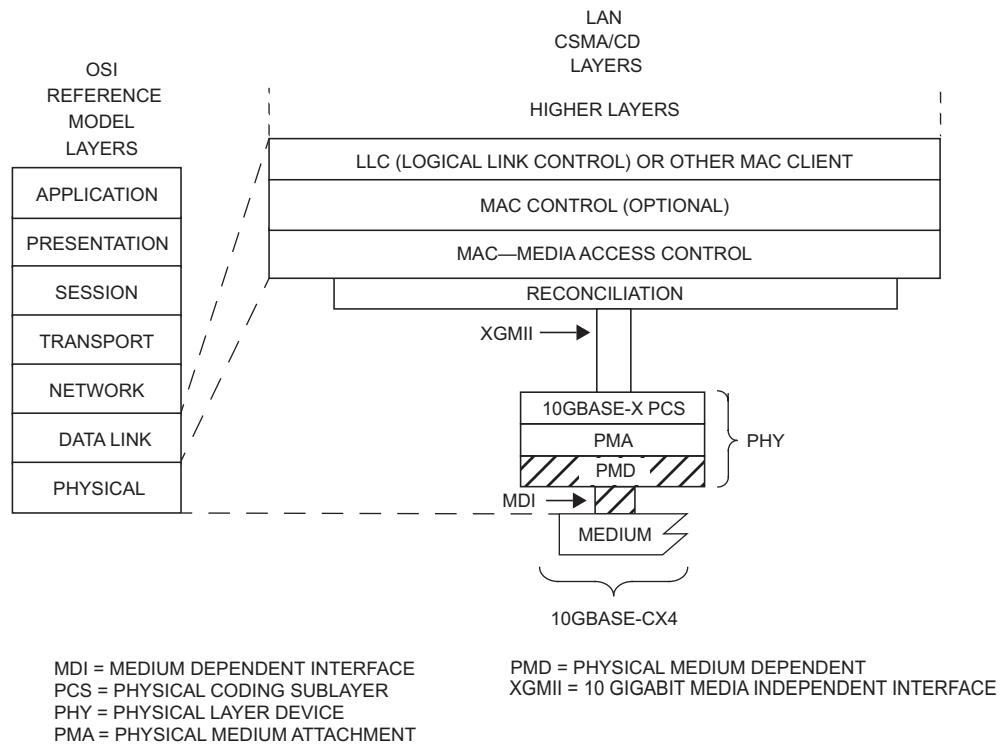 LAN
CSMA/CD
LAYERS
OSI
REFERENCE
MODEL
LAYERS
HIGHER LAYERS
LLC (LOGICAL LINK CONTROL) OR OTHER MAC CLIENT
MAC CONTROL (OPTIONAL)
MAC—MEDIA ACCESS CONTROL
RECONCILIATION
APPLICATION
PRESENTATION
SESSION
TRANSPORT
NETWORK
DATA LINK
PHYSICAL
XGMII
10GBASE-X PCS
PMA
PMD
PHY
MDI
MEDIUM
10GBASE-CX4
MDI = MEDIUM DEPENDENT INTERFACE
PCS = PHYSICAL CODING SUBLAYER
PHY = PHYSICAL LAYER DEVICE
PMA = PHYSICAL MEDIUM ATTACHMENT
PMD = PHYSICAL MEDIUM DEPENDENT
XGMII = 10 GIGABIT MEDIA INDEPENDENT INTERFACE